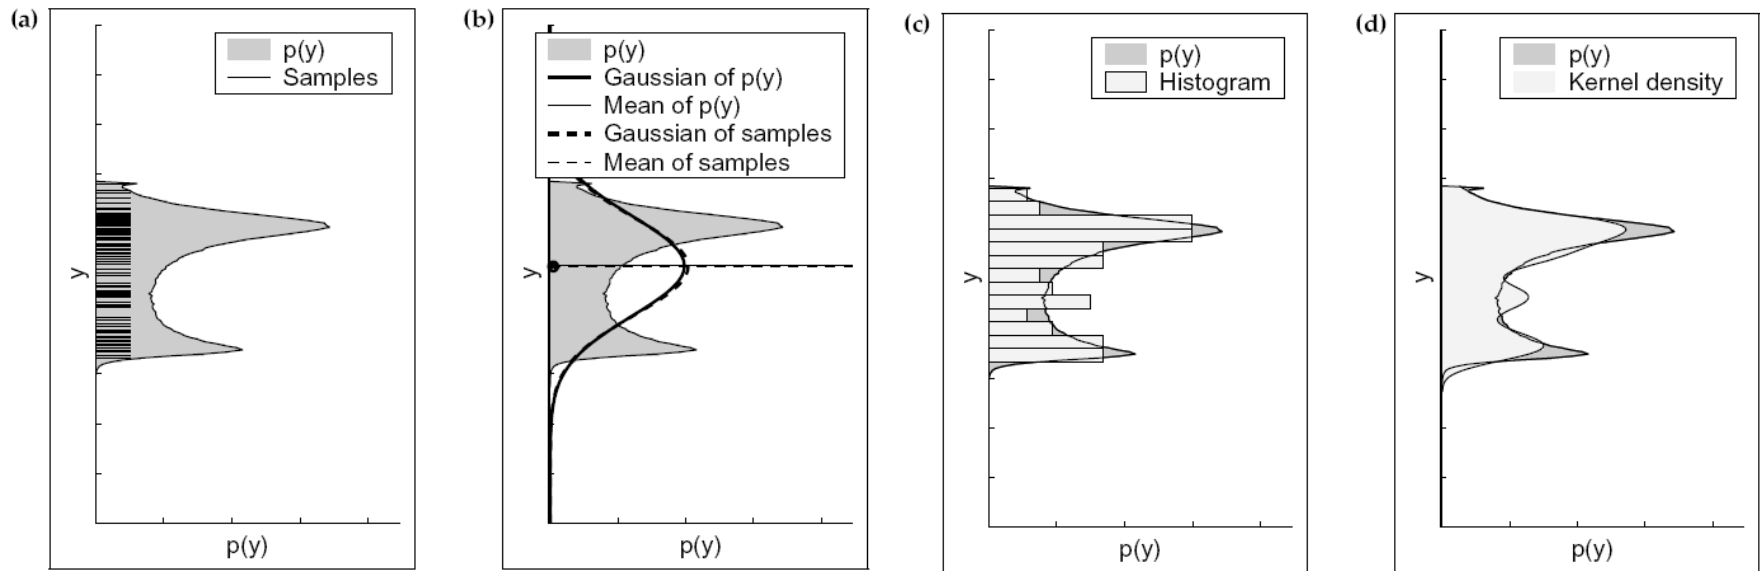 (a)
p(y)
Samples
y
p(y)
(b)
p(y)
Gaussian of p(y)
Mean of p(y)
Gaussian of samples
Mean of samples
y
p(y)
(c)
p(y)
Histogram
y
p(y)
(d)
p(y)
Kernel density
y
p(y)